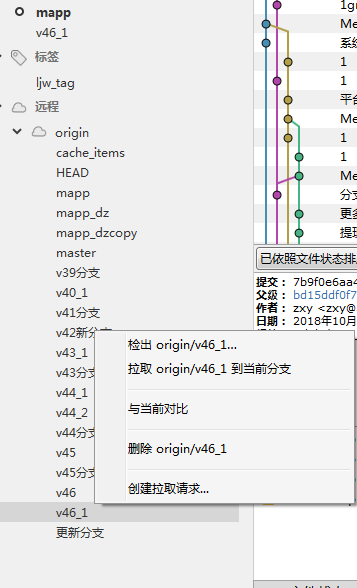 mapp
v46_1
标签
ljw_tag
远程
origin
cache_items
HEAD
mapp
mapp_dz
mapp_dzcopy
master
v39分支
v40_1
v41分支
v42新分支
v43_1
v43分支
v44_1
v44_2
v44分支
v45
v45分支
v46
v46_1
更新分支
检出 origin/v46_1...
拉取 origin/v46_1 到当前分支
与当前对比
删除 origin/v46_1
创建拉取请求...
1
1
平台
Me
1
1
Me
分支
更多
提现
已依照文件状态排
提交： 7b9f0e6aa4
父级： bd15ddf0f7
作者： zxy <zxy@
日期： 2018年10月